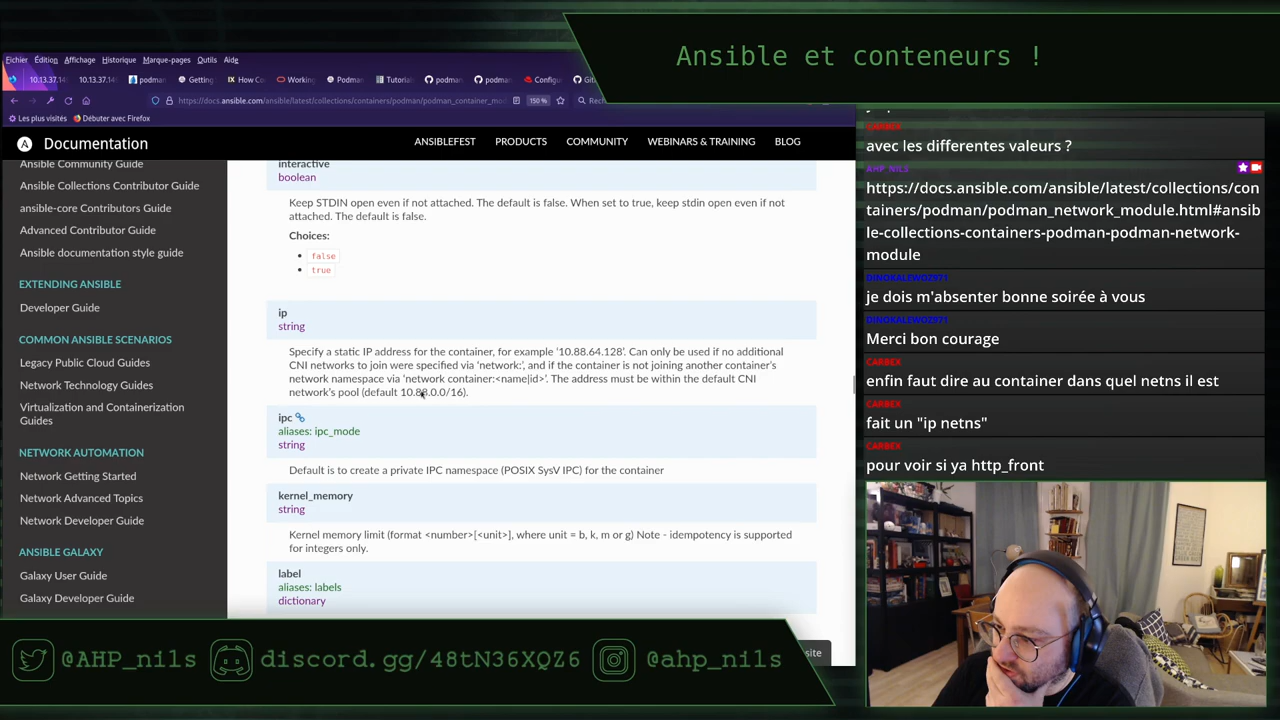 Ansible et conteneurs !
Fichier Édition Affichage Historique Marque-pages Outils Aide
10.13.37.14 10.13.37.14 podman Getting How Co Working Podma Tutoria podman podman Configu Git
https://docs.ansible.com/ansible/latest/collections/containers/podman/podman_container_mo 150 %
Les plus visités Débuter avec Firefox
Documentation
ANSIBLEFEST PRODUCTS COMMUNITY WEBINARS & TRAINING BLOG
Ansible Community Guide
Ansible Collections Contributor Guide
ansible-core Contributors Guide
Advanced Contributor Guide
Ansible documentation style guide
EXTENDING ANSIBLE
Developer Guide
COMMON ANSIBLE SCENARIOS
Legacy Public Cloud Guides
Network Technology Guides
Virtualization and Containerization
Guides
NETWORK AUTOMATION
Network Getting Started
Network Advanced Topics
Network Developer Guide
ANSIBLE GALAXY
Galaxy User Guide
Galaxy Developer Guide
interactive
boolean
Keep STDIN open even if not attached. The default is false. When set to true, keep stdin open even if not
attached. The default is false.
Choices:
false
true
ip
string
Specify a static IP address for the container, for example ‘10.88.64.128’. Can only be used if no additional
CNI networks to join were specified via ‘network:’, and if the container is not joining another container’s
network namespace via ‘network container:<name|id>’. The address must be within the default CNI
network’s pool (default 10.88.0.0/16).
ipc
aliases: ipc_mode
string
Default is to create a private IPC namespace (POSIX SysV IPC) for the container
kernel_memory
string
Kernel memory limit (format <number>[<unit>], where unit = b, k, m or g) Note - idempotency is supported
for integers only.
label
aliases: labels
dictionary
site
CARBEX
avec les differentes valeurs ?
AHP_NILS
https://docs.ansible.com/ansible/latest/collections/con
tainers/podman/podman_network_module.html#ansib
le-collections-containers-podman-podman-network-
module
DINOKALEWOZ971
je dois m'absenter bonne soirée à vous
DINOKALEWOZ971
Merci bon courage
CARBEX
enfin faut dire au container dans quel netns il est
CARBEX
fait un "ip netns"
CARBEX
pour voir si ya http_front
@AHP_nils discord.gg/48tN36XQZ6 @ahp_nils